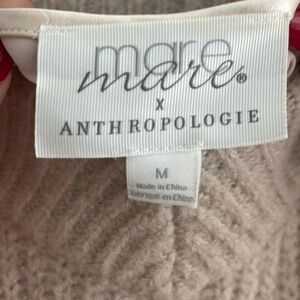 mare
mare®
X
ANTHROPOLOGIE
M
Made in China
Fabriqué en Chine